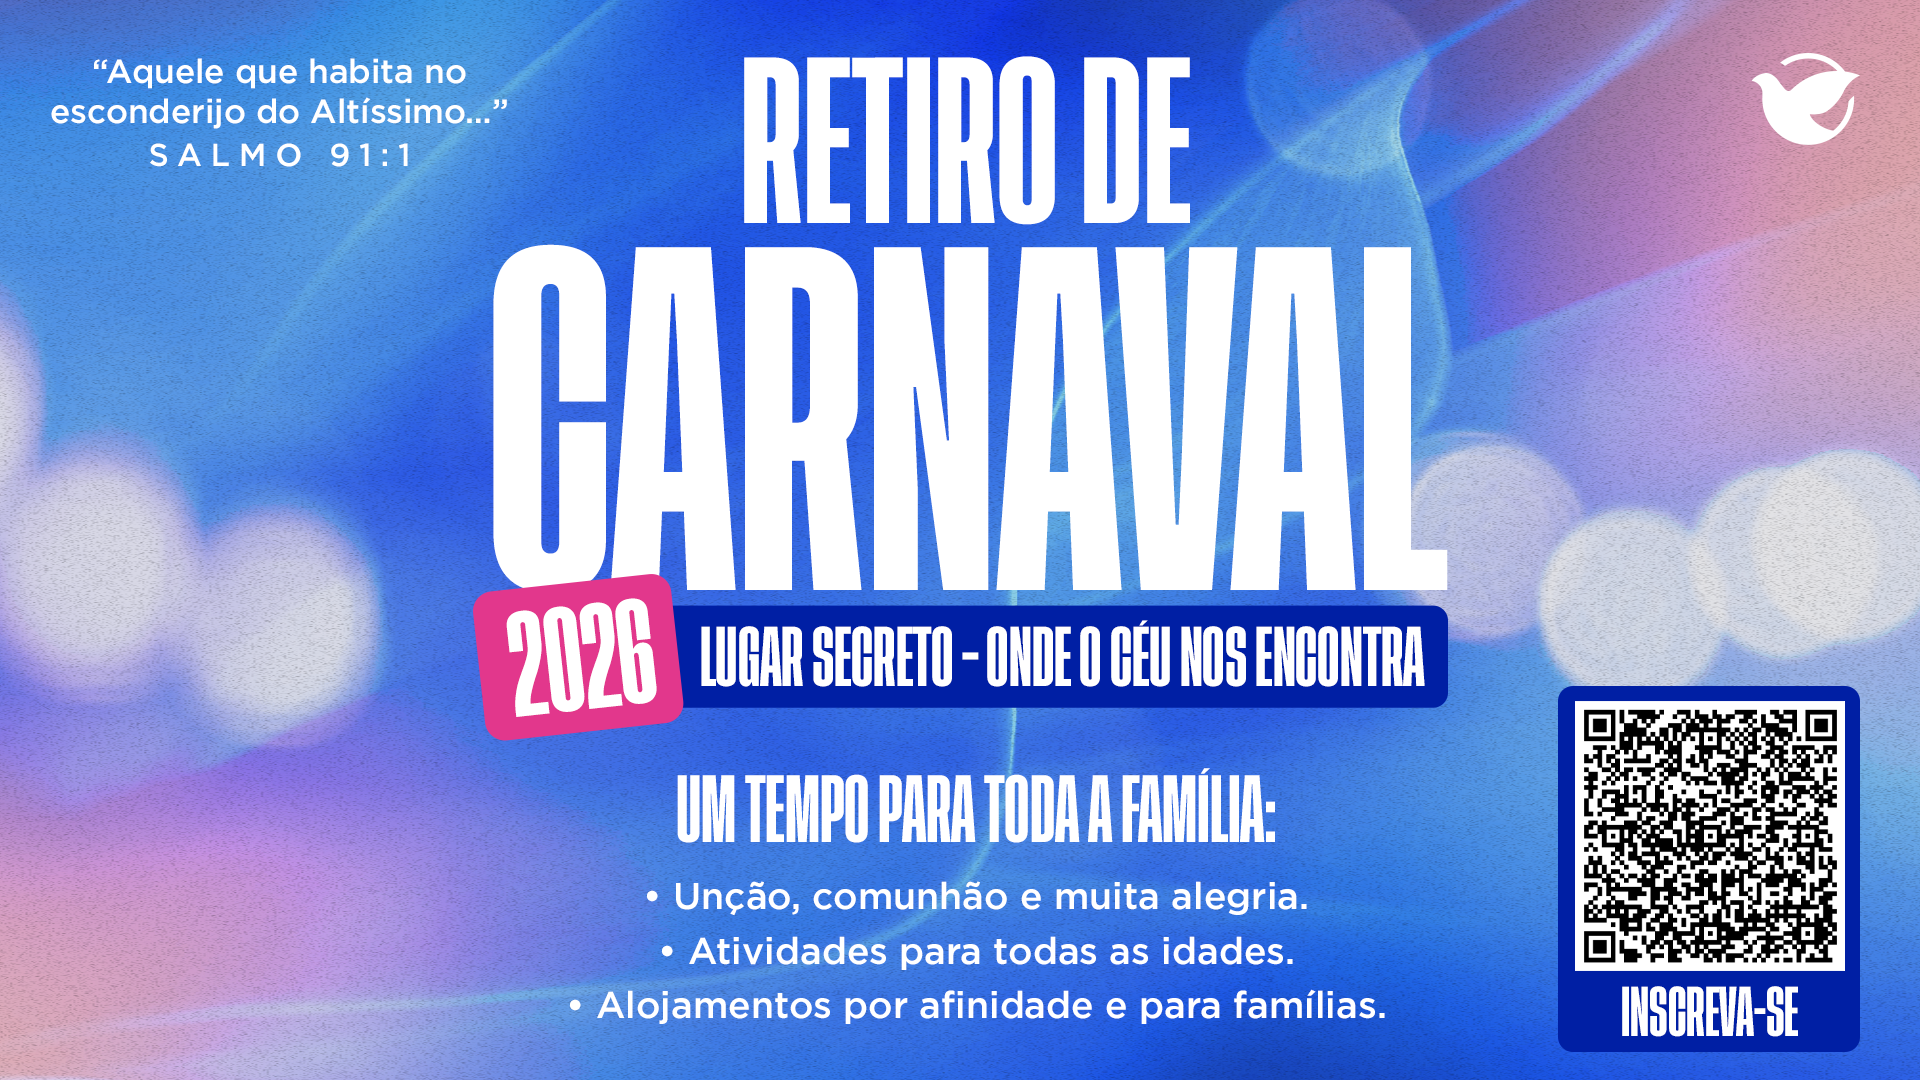 “Aquele que habita no
esconderijo do Altíssimo...”
SALMO 91:1
RETIRO DE
CARNAVAL
2026
LUGAR SECRETO - ONDE O CÉU NOS ENCONTRA
UM TEMPO PARA TODA A FAMÍLIA:
• Unção, comunhão e muita alegria.
• Atividades para todas as idades.
• Alojamentos por afinidade e para famílias.
INSCREVA-SE